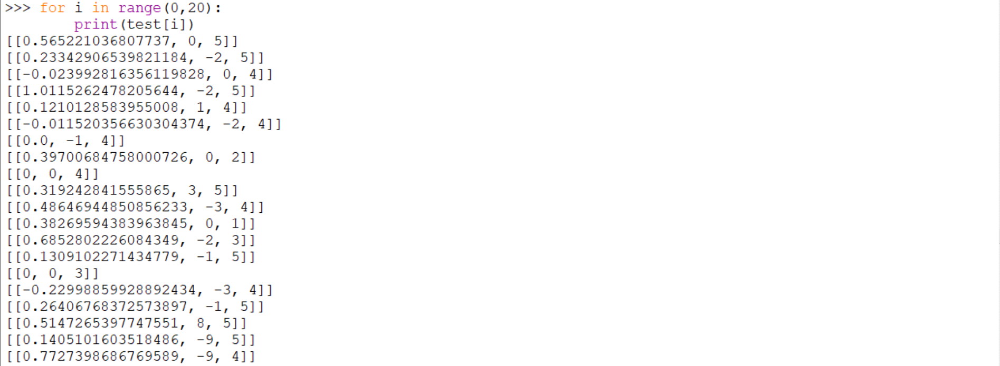 >>> for i in range(0,20):
        print(test[i])
[[0.565221036807737, 0, 5]]
[[0.23342906539821184, -2, 5]]
[[-0.023992816356119828, 0, 4]]
[[1.0115262478205644, -2, 5]]
[[0.1210128583955008, 1, 4]]
[[-0.011520356630304374, -2, 4]]
[[0.0, -1, 4]]
[[0.39700684758000726, 0, 2]]
[[0, 0, 4]]
[[0.319242841555865, 3, 5]]
[[0.48646944850856233, -3, 4]]
[[0.38269594383963845, 0, 1]]
[[0.6852802226084349, -2, 3]]
[[0.1309102271434779, -1, 5]]
[[0, 0, 3]]
[[-0.22998859928892434, -3, 4]]
[[0.26406768372573897, -1, 5]]
[[0.5147265397747551, 8, 5]]
[[0.1405101603518486, -9, 5]]
[[0.7727398686769589, -9, 4]]